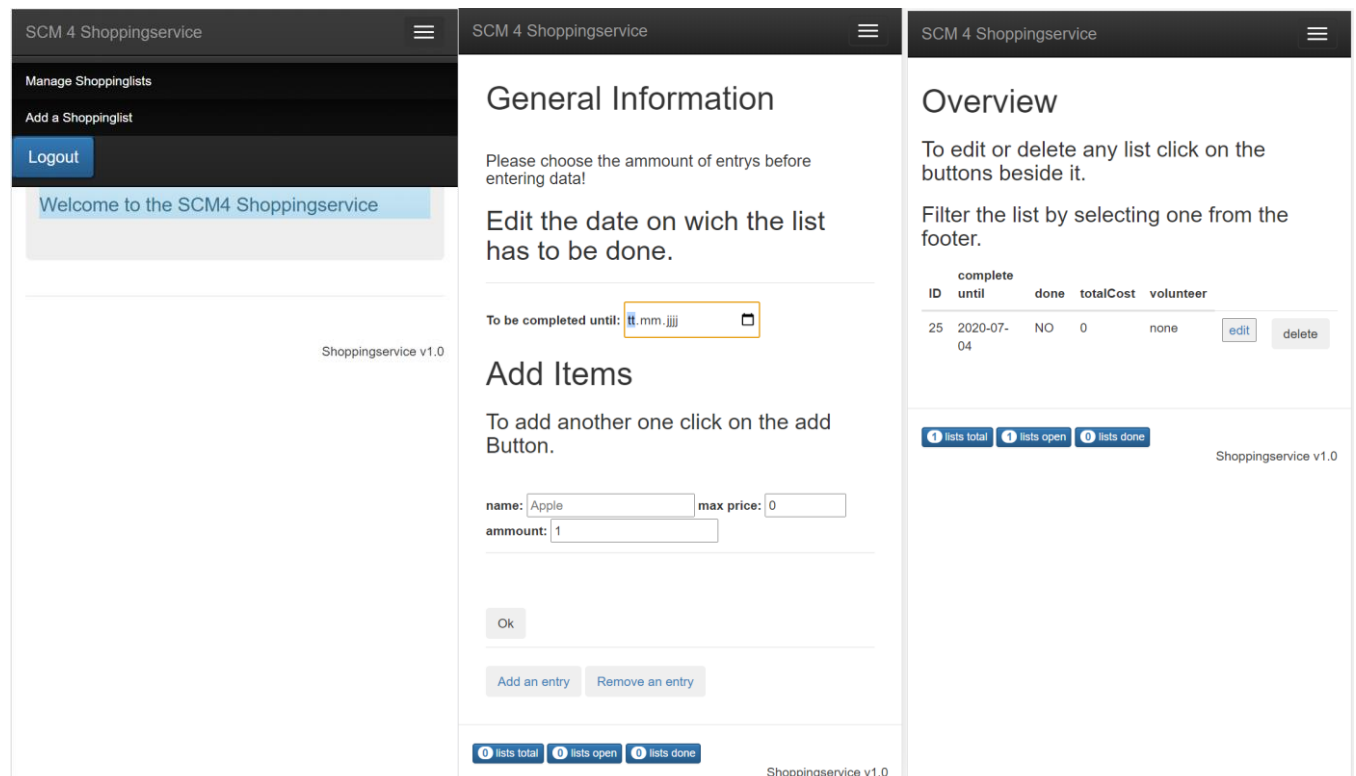 SCM 4 Shoppingservice
Manage Shoppinglists
Add a Shoppinglist
Logout
Welcome to the SCM4 Shoppingservice
Shoppingservice v1.0
SCM 4 Shoppingservice
General Information
Please choose the ammount of entrys before
entering data!
Edit the date on wich the list
has to be done.
To be completed until: tt.mm.jjjj
Add Items
To add another one click on the add
Button.
name: Apple max price: 0
ammount: 1
Ok
Add an entry Remove an entry
0 lists total 0 lists open 0 lists done
Shoppingservice v1.0
SCM 4 Shoppingservice
Overview
To edit or delete any list click on the
buttons beside it.
Filter the list by selecting one from the
footer.
complete
ID until done totalCost volunteer
25 2020-07- NO 0 none edit delete
04
1 lists total 1 lists open 0 lists done
Shoppingservice v1.0